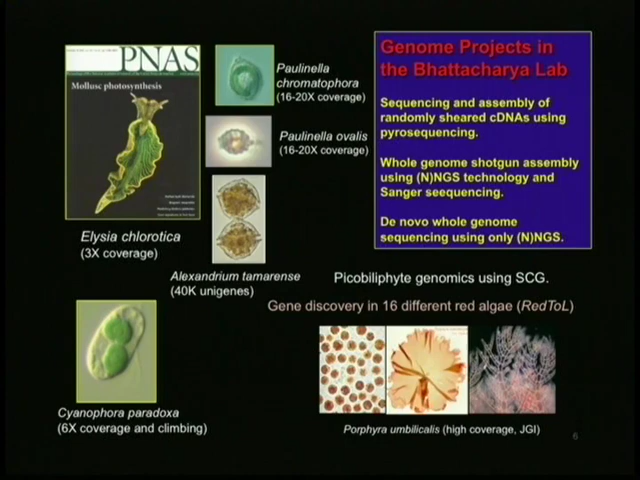 PNAS
Mollusc photosynthesis
Elysia chlorotica
(3X coverage)
Paulinella
chromatophora
(16-20X coverage)
Paulinella ovalis
(16-20X coverage)
Alexandrium tamarense
(40K unigenes)
Genome Projects in
the Bhattacharya Lab
Sequencing and assembly of
randomly sheared cDNAs using
pyrosequencing.
Whole genome shotgun assembly
using (N)NGS technology and
Sanger seequencing.
De novo whole genome
sequencing using only (N)NGS.
Picobiliphyte genomics using SCG.
Gene discovery in 16 different red algae (RedToL)
Cyanophora paradoxa
(6X coverage and climbing)
Porphyra umbilicalis (high coverage, JGI)
6